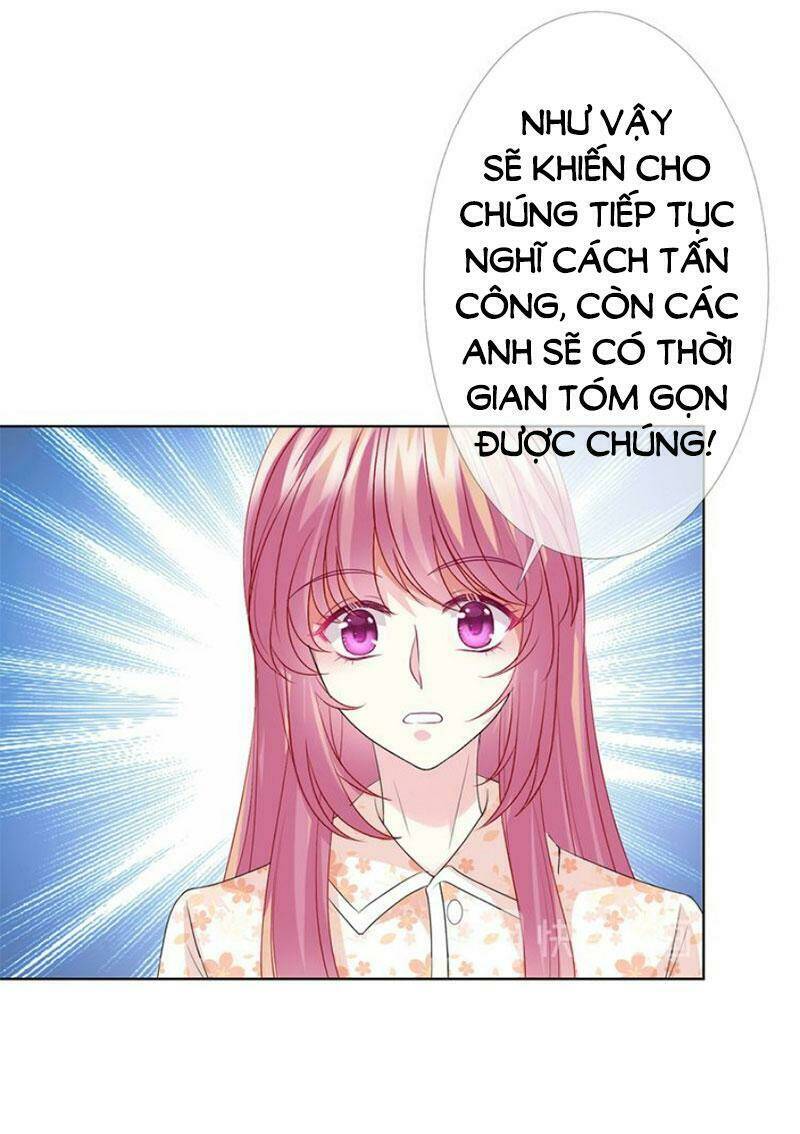 NHƯ VẬY
SẼ KHIẾN CHO
CHÚNG TIẾP TỤC
NGHĨ CÁCH TẤN
CÔNG, CÒN CÁC
ANH SẼ CÓ THỜI
GIAN TÓM GỌN
ĐƯỢC CHÚNG!
快